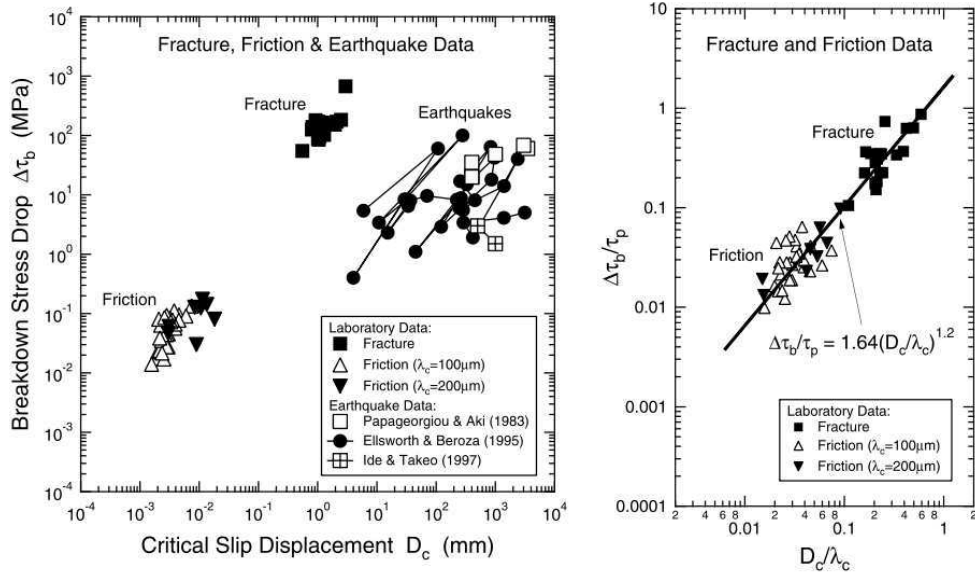 Fracture, Friction & Earthquake Data
Breakdown Stress Drop Δτb (MPa)
10^4
10^3
10^2
10^1
10^0
10^-1
10^-2
10^-3
10^-4
Fracture
Earthquakes
Friction
Laboratory Data:
Fracture
Friction (λc=100μm)
Friction (λc=200μm)
Earthquake Data:
Papageorgiou & Aki (1983)
Ellsworth & Beroza (1995)
Ide & Takeo (1997)
10^-4 10^-3 10^-2 10^-1 10^0 10^1 10^2 10^3 10^4
Critical Slip Displacement Dc (mm)
Fracture and Friction Data
Δτb/τp
10
1
0.1
0.01
0.001
0.0001
Fracture
Friction
Δτb/τp = 1.64(Dc/λc)^1.2
Laboratory Data:
Fracture
Friction (λc=100μm)
Friction (λc=200μm)
2 4 6 8 2 4 6 8 2 4 6 8 2
0.01 0.1 1
Dc/λc